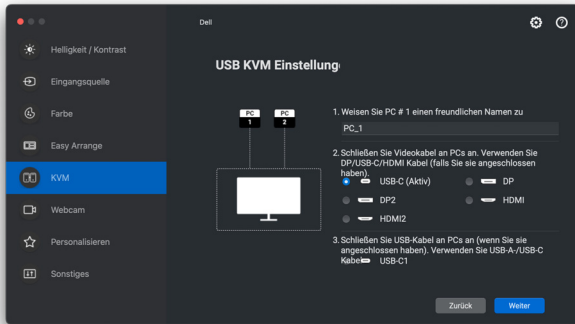 Dell
Helligkeit / Kontrast
Eingangsquelle
Farbe
Easy Arrange
KVM
Webcam
Personalisieren
Sonstiges
USB KVM Einstellung
PC
1
PC
2
1. Weisen Sie PC # 1 einen freundlichen Namen zu
PC_1
2. Schließen Sie Videokabel an PCs an. Verwenden Sie
DP/USB-C/HDMI Kabel (falls Sie sie angeschlossen
haben).
USB-C (Aktiv) DP
DP2 HDMI
HDMI2
3. Schließen Sie USB-Kabel an PCs an (wenn Sie sie
angeschlossen haben). Verwenden Sie USB-A-/USB-C
Kabel
USB-C1
Zurück Weiter